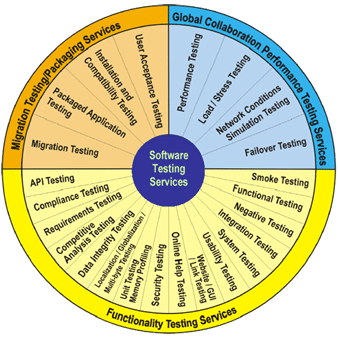 Migration Testing/Packaging Services
Global Collaboration Performance Testing Services
Functionality Testing Services
Software
Testing
Services
Migration Testing
Packaged Application
Testing
Installation and
Compatibility Testing
User Acceptance Testing
Performance Testing
Load / Stress Testing
Network Conditions
Simulation Testing
Failover Testing
Smoke Testing
Functional Testing
Negative Testing
Integration Testing
System Testing
Usability Testing
Website / GUI
/ Link Testing
Online Help Testing
Security Testing
Unit Testing
Memory Profiling
Localization / Globalization /
Multi-byte Testing
Data Integrity Testing
Competitive
Analysis Testing
Requirements Testing
Compliance Testing
API Testing